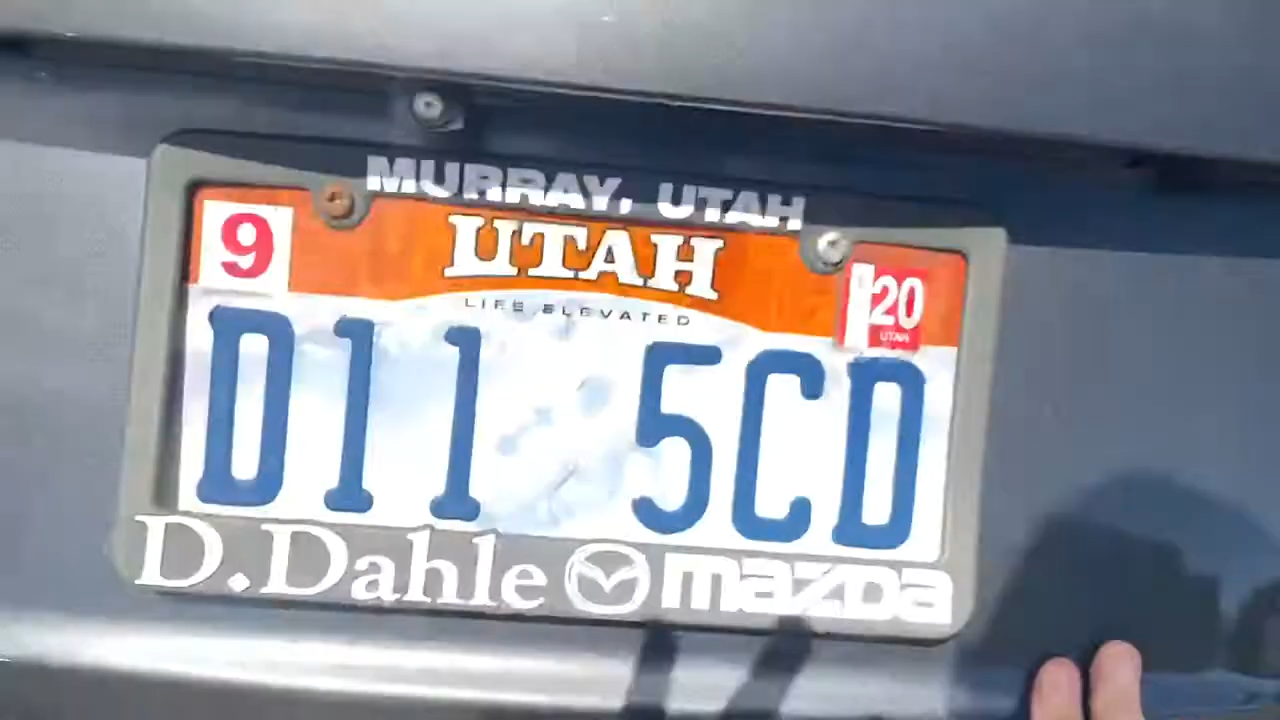 MURRAY, UTAH
9
UTAH
20
UTAH
LIFE ELEVATED
D11 5CD
D.Dahle mazda